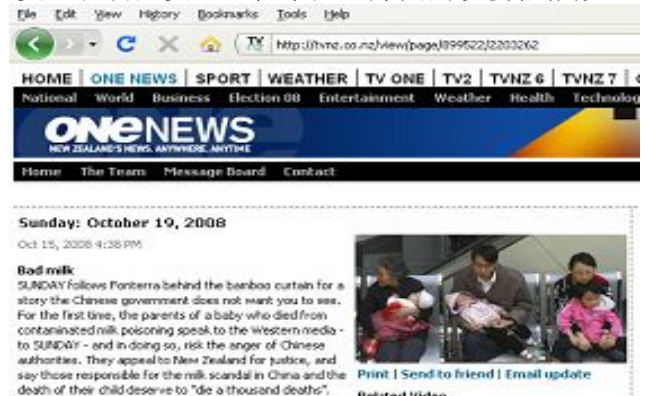 File Edit View History Bookmarks Tools Help
http://tvnz.co.nz/view/page/899522/2203262
HOME | ONE NEWS | SPORT | WEATHER | TV ONE | TV2 | TVNZ 6 | TVNZ 7 |
National World Business Election 08 Entertainment Weather Health Technolog
ONE NEWS
NEW ZEALAND'S NEWS. ANYWHERE. ANYTIME
Home The Team Message Board Contact
Sunday: October 19, 2008
Oct 15, 2008 4:38 PM
Bad milk
SUNDAY follows Fonterra behind the bamboo curtain for a
story the Chinese government does not want you to see.
For the first time, the parents of a baby who died from
contaminated milk poisoning speak to the Western media -
to SUNDAY - and in doing so, risk the anger of Chinese
authorities. They appeal to New Zealand for justice, and
say those responsible for the milk scandal in China and the
death of their child deserve to "die a thousand deaths".
Print | Send to friend | Email update
Related Video